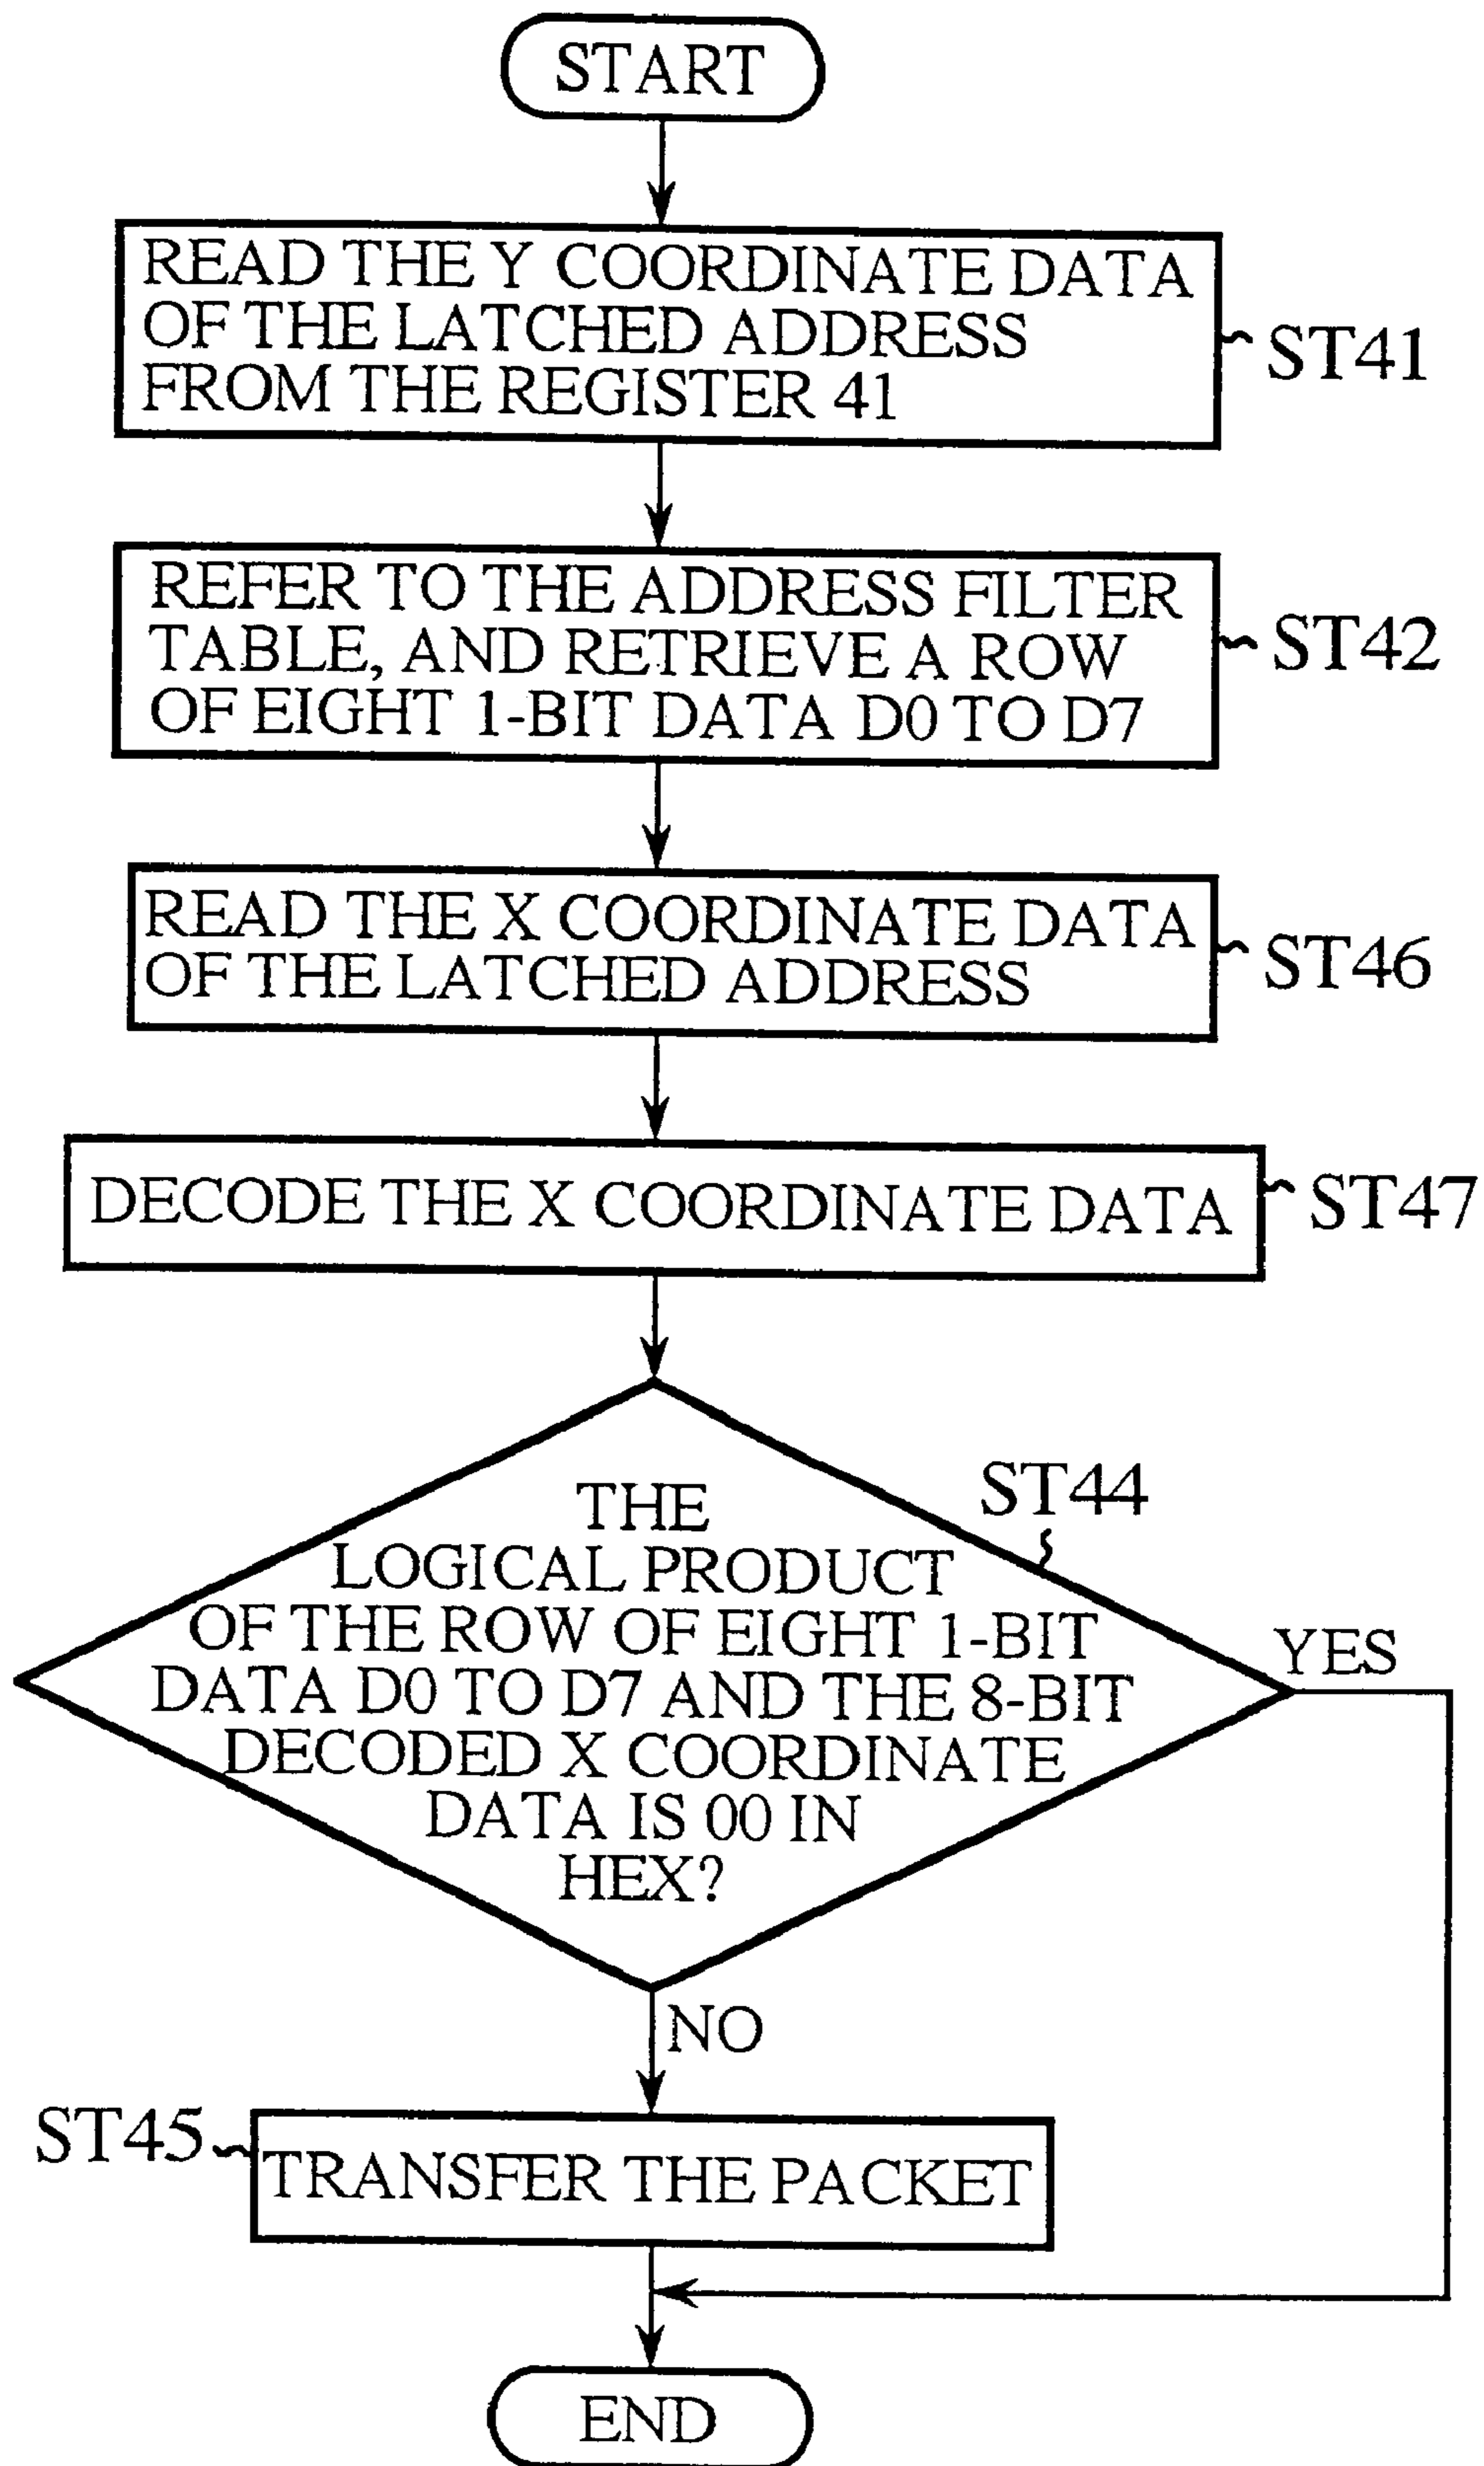 START
READ THE Y COORDINATE DATA
OF THE LATCHED ADDRESS
FROM THE REGISTER 41
ST41
REFER TO THE ADDRESS FILTER
TABLE, AND RETRIEVE A ROW
OF EIGHT 1-BIT DATA D0 TO D7
ST42
READ THE X COORDINATE DATA
OF THE LATCHED ADDRESS
ST46
DECODE THE X COORDINATE DATA
ST47
ST44
THE
LOGICAL PRODUCT
OF THE ROW OF EIGHT 1-BIT
DATA D0 TO D7 AND THE 8-BIT
DECODED X COORDINATE
DATA IS 00 IN
HEX?
YES
NO
ST45
TRANSFER THE PACKET
END